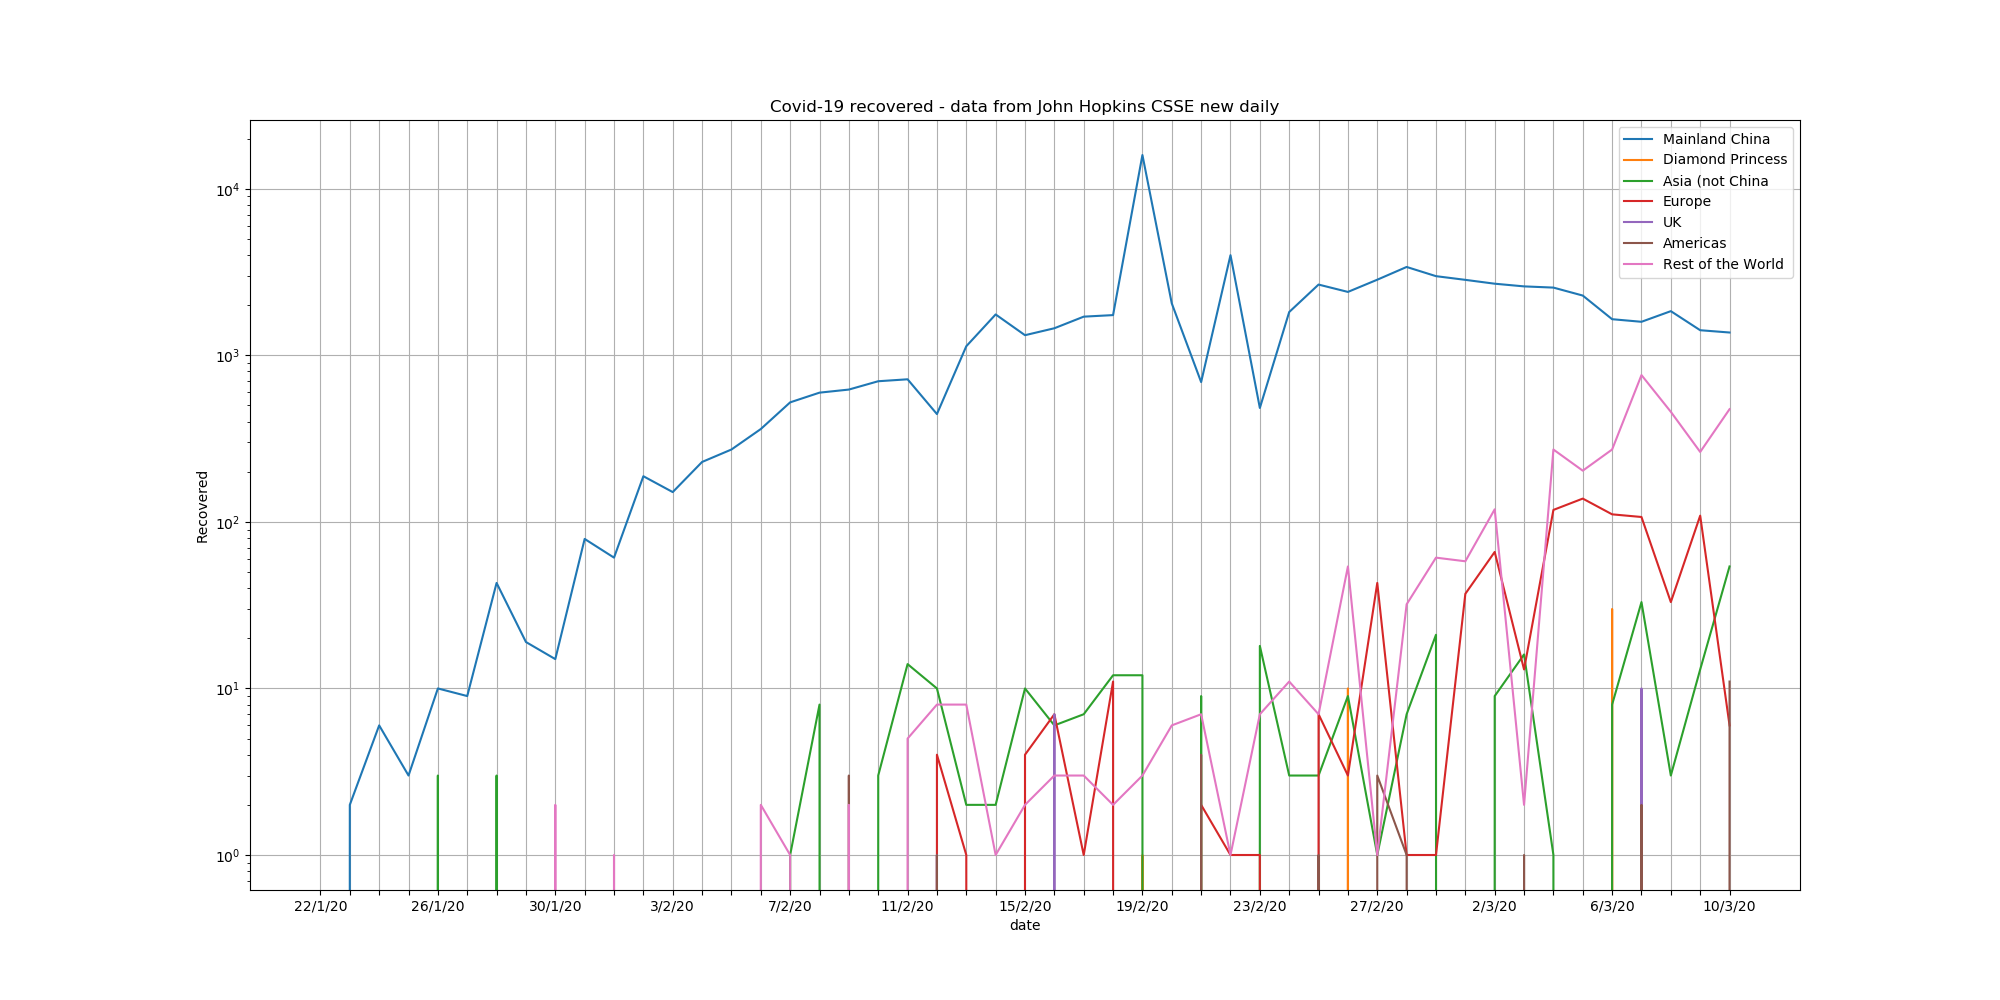 Covid-19 recovered - data from John Hopkins CSSE new daily
Mainland China
Diamond Princess
Asia (not China
Europe
UK
Americas
Rest of the World
10⁴
10³
10²
10¹
10⁰
Recovered
22/1/20 26/1/20 30/1/20 3/2/20 7/2/20 11/2/20 15/2/20 19/2/20 23/2/20 27/2/20 2/3/20 6/3/20 10/3/20
date